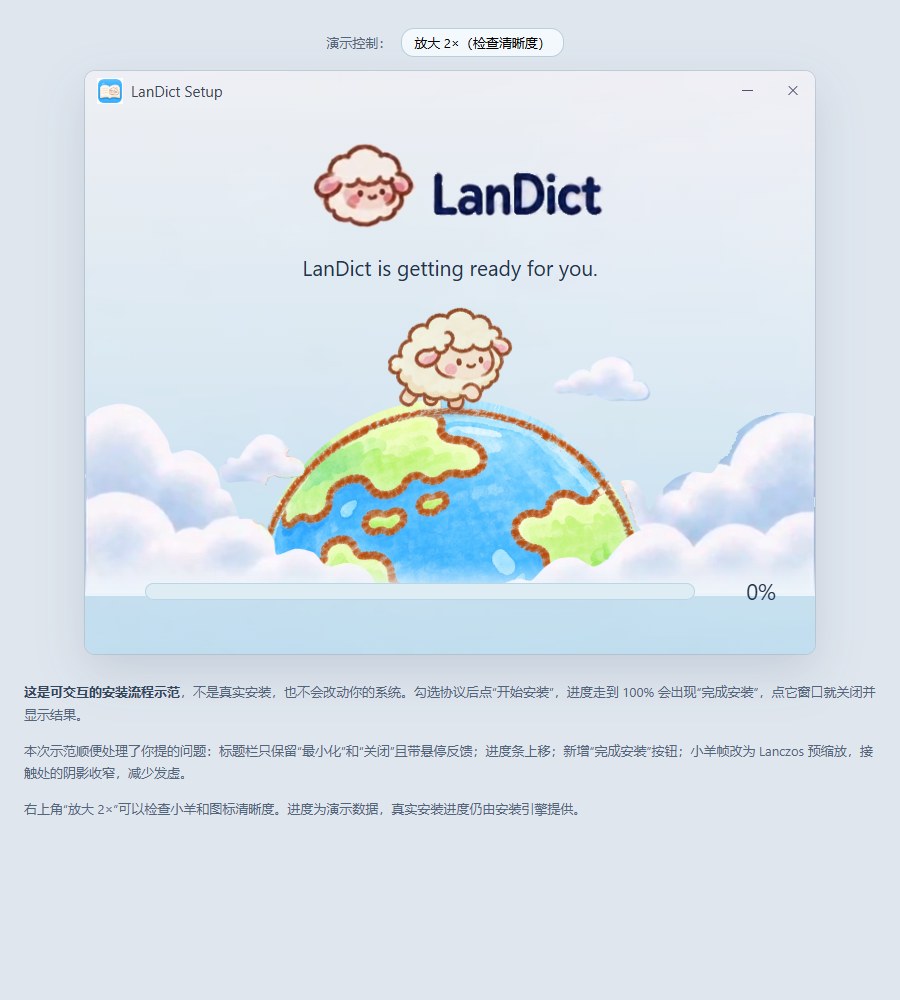 演示控制：
放大 2×（检查清晰度）
LanDict Setup
LanDict
LanDict is getting ready for you.
0%
这是可交互的安装流程示范，不是真实安装，也不会改动你的系统。勾选协议后点“开始安装”，进度走到 100% 会出现“完成安装”，点它窗口就关闭并
显示结果。
本次示范顺便处理了你提的问题：标题栏只保留“最小化”和“关闭”且带悬停反馈；进度条上移；新增“完成安装”按钮；小羊帧改为 Lanczos 预缩放，接
触处的阴影收窄，减少发虚。
右上角“放大 2×”可以检查小羊和图标清晰度。进度为演示数据，真实安装进度仍由安装引擎提供。